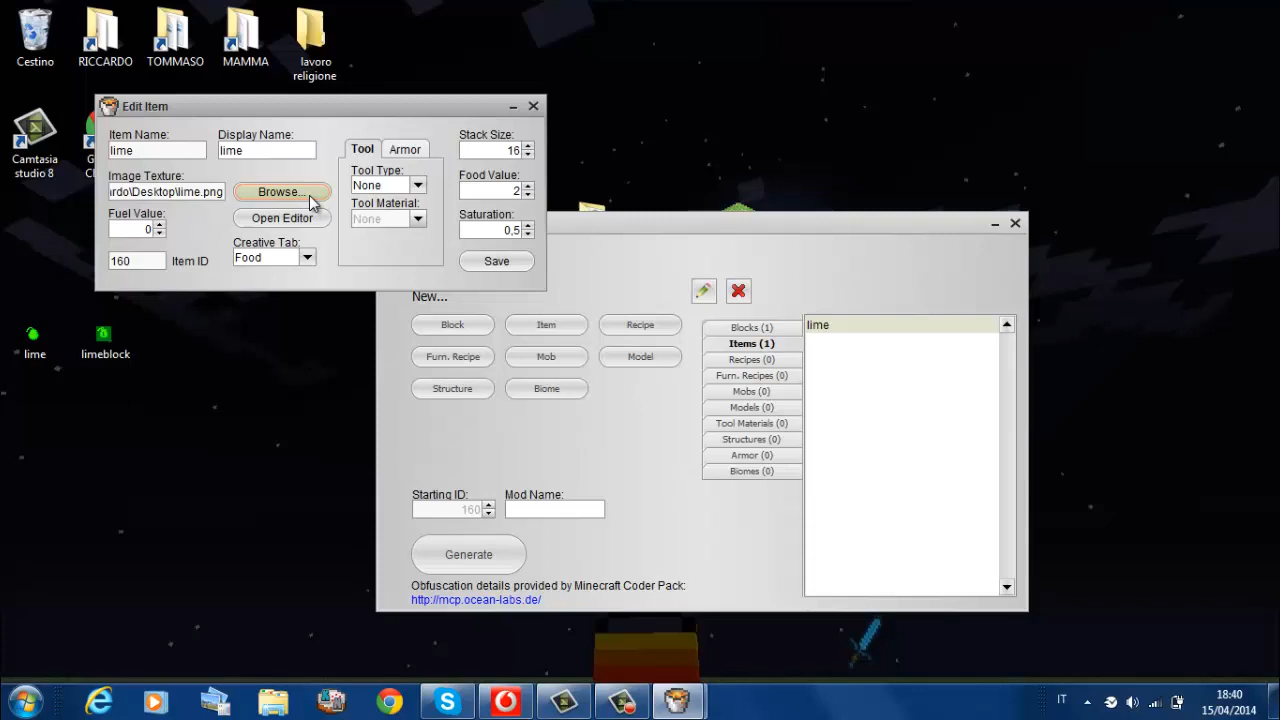 Cestino
RICCARDO
TOMMASO
MAMMA
lavoro
religione
Camtasia
studio 8
lime
limeblock
Edit Item
Item Name:
Display Name:
lime
lime
Image Texture:
Browse...
rdo\Desktop\lime.png
Fuel Value:
0
Open Editor
160
Item ID
Creative Tab:
Food
Tool
Armor
Tool Type:
None
Tool Material:
None
Stack Size:
16
Food Value:
2
Saturation:
0,5
Save
New...
Block
Item
Recipe
Furn. Recipe
Mob
Model
Structure
Biome
Blocks (1)
Items (1)
Recipes (0)
Furn. Recipes (0)
Mobs (0)
Models (0)
Tool Materials (0)
Structures (0)
Armor (0)
Biomes (0)
lime
Starting ID:
160
Mod Name:
Generate
Obfuscation details provided by Minecraft Coder Pack:
http://mcp.ocean-labs.de/
IT
18:40
15/04/2014